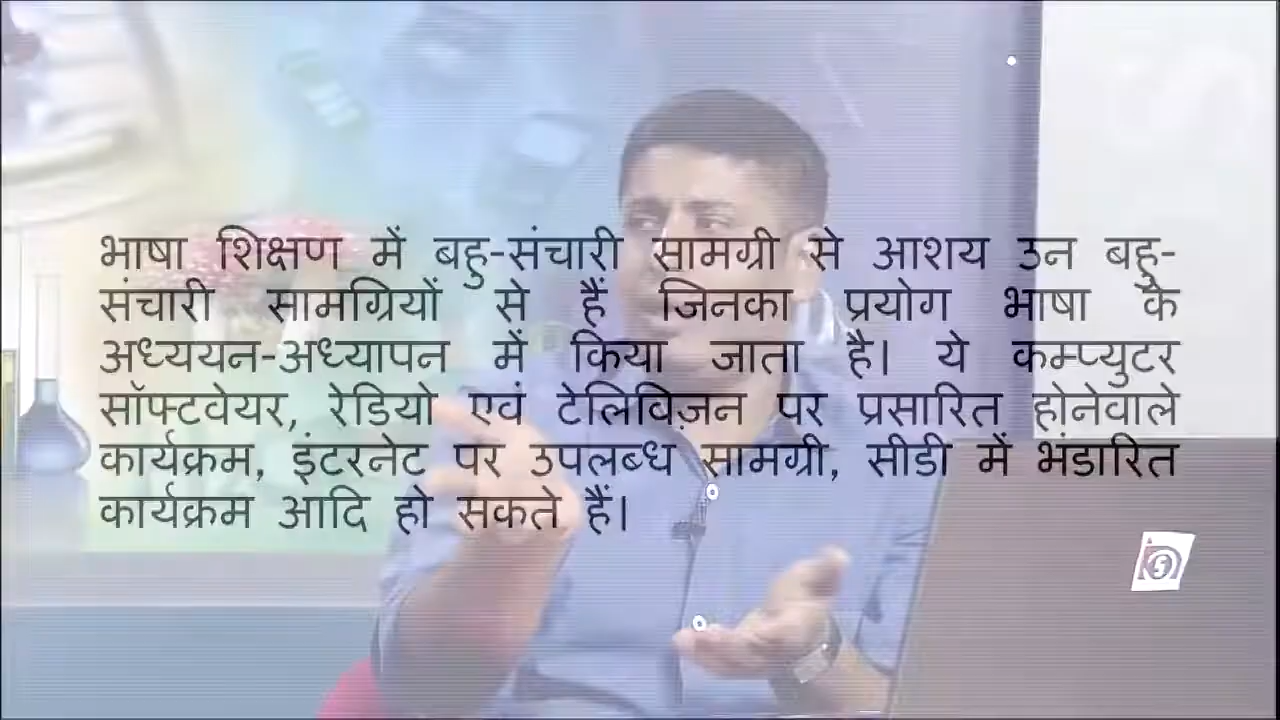 भाषा शिक्षण में बहु-संचारी सामग्री से आशय उन बहु-
संचारी सामग्रियों से हैं जिनका प्रयोग भाषा के
अध्ययन-अध्यापन में किया जाता है। ये कम्प्युटर
सॉफ्टवेयर, रेडियो एवं टेलिविज़न पर प्रसारित होनेवाले
कार्यक्रम, इंटरनेट पर उपलब्ध सामग्री, सीडी में भंडारित
कार्यक्रम आदि हो सकते हैं।